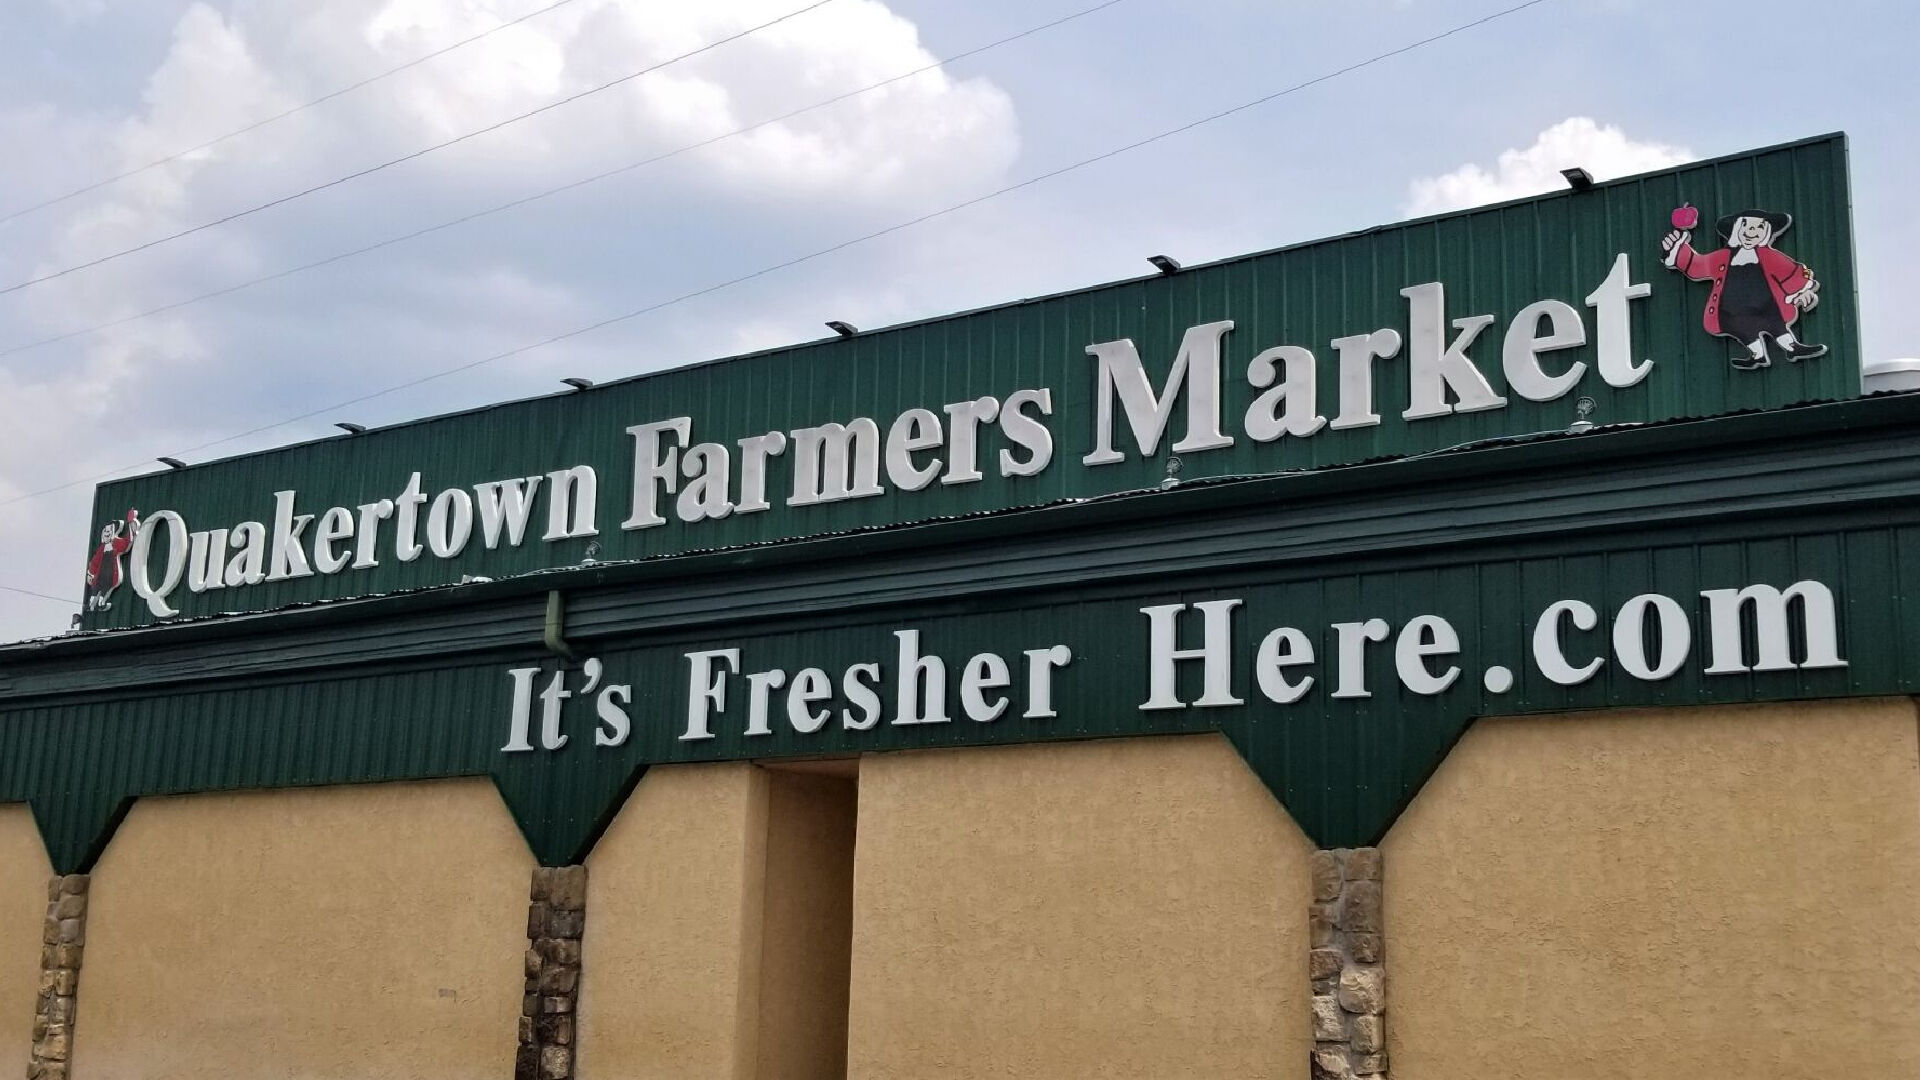 Quakertown Farmers Market
It's Fresher Here.com